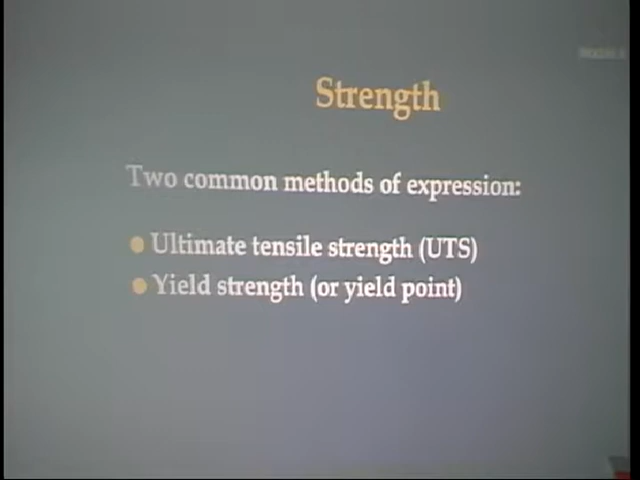 Strength
Two common methods of expression:
Ultimate tensile strength (UTS)
Yield strength (or yield point)